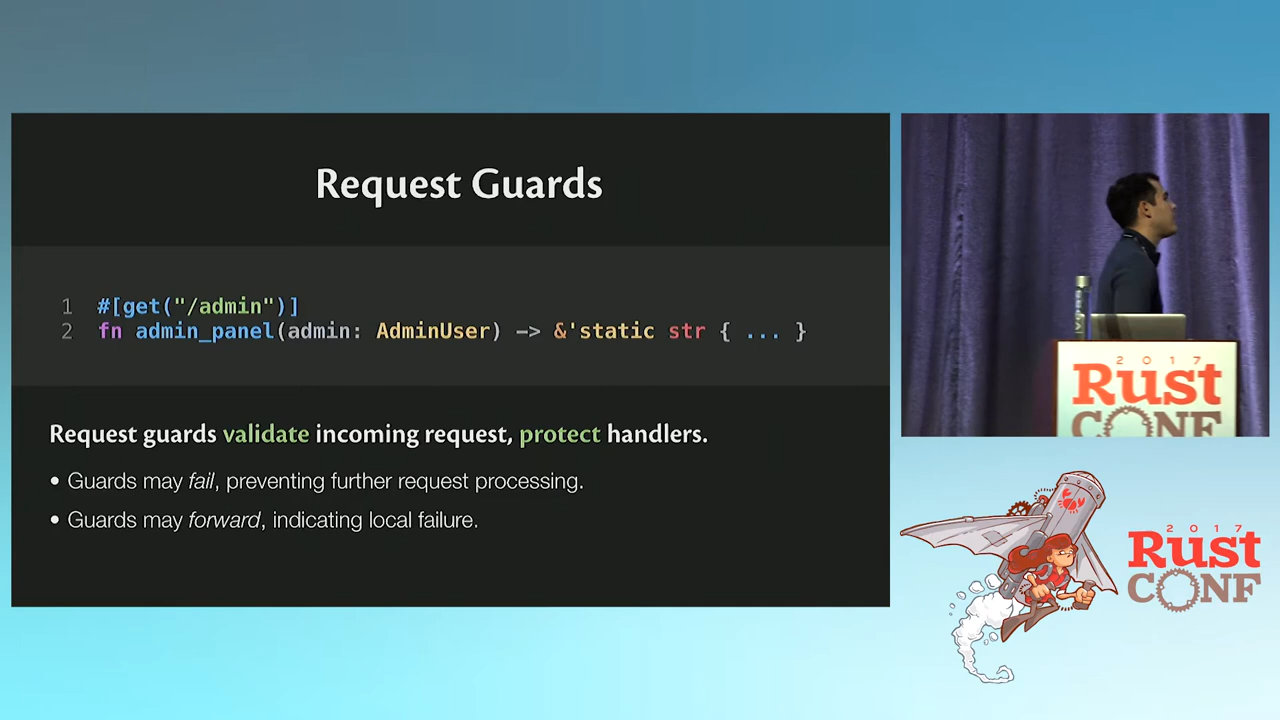 Request Guards
1 #[get("/admin")]
2 fn admin_panel(admin: AdminUser) -> &'static str { ... }
Request guards validate incoming request, protect handlers.
• Guards may fail, preventing further request processing.
• Guards may forward, indicating local failure.
2017
Rust
CONF
2017
Rust
CONF